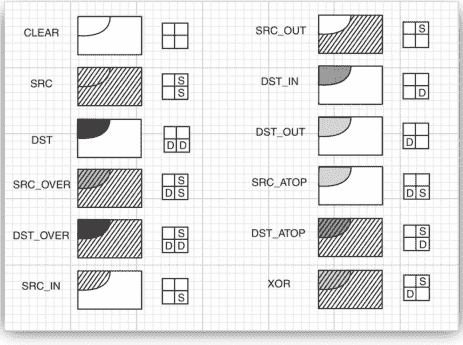 CLEAR
SRC
S
S
DST
D D
SRC_OVER
S
D S
DST_OVER
S
D D
SRC_IN
S
SRC_OUT
S
DST_IN
D
DST_OUT
D
SRC_ATOP
D S
DST_ATOP
S
D
XOR
S
D